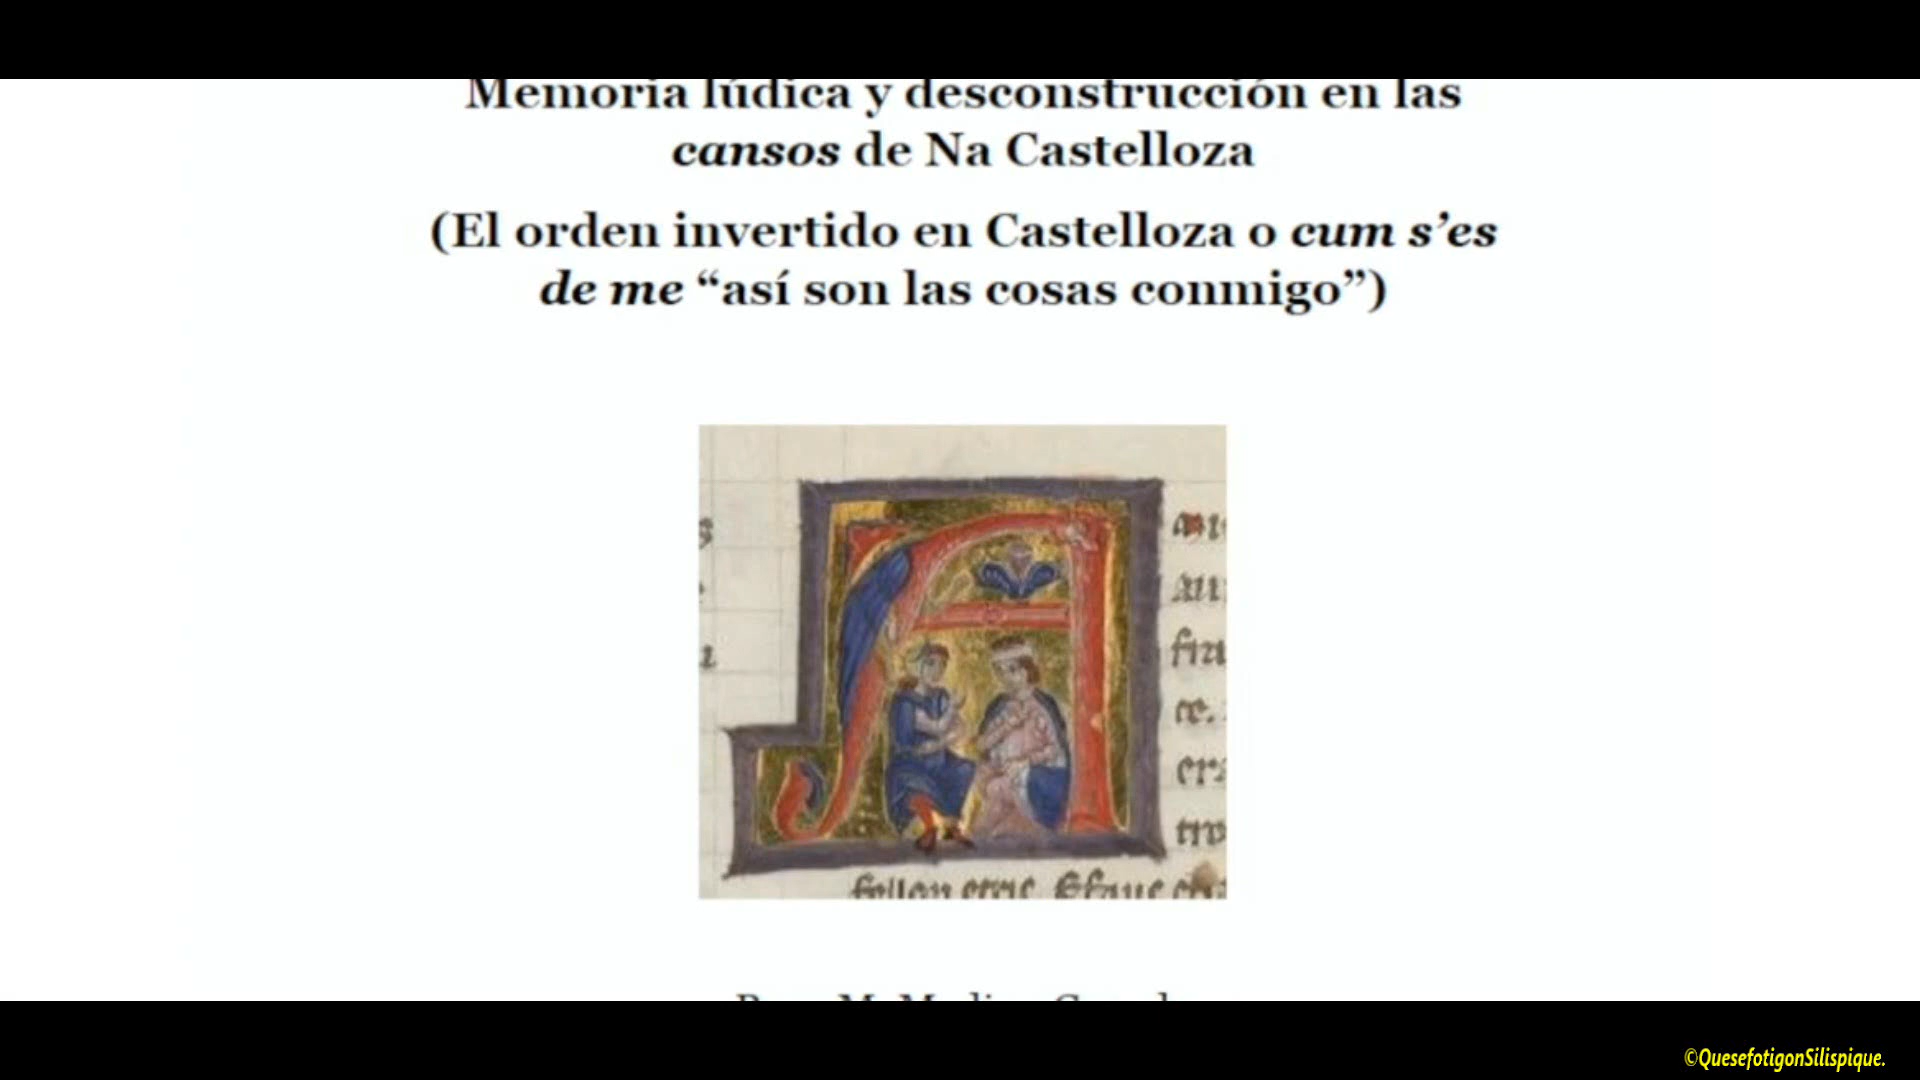 Memoria lúdica y desconstrucción en las
cansos de Na Castelloza
(El orden invertido en Castelloza o cum s’es
de me “así son las cosas conmigo”)
©QuesefotigonSilispique.